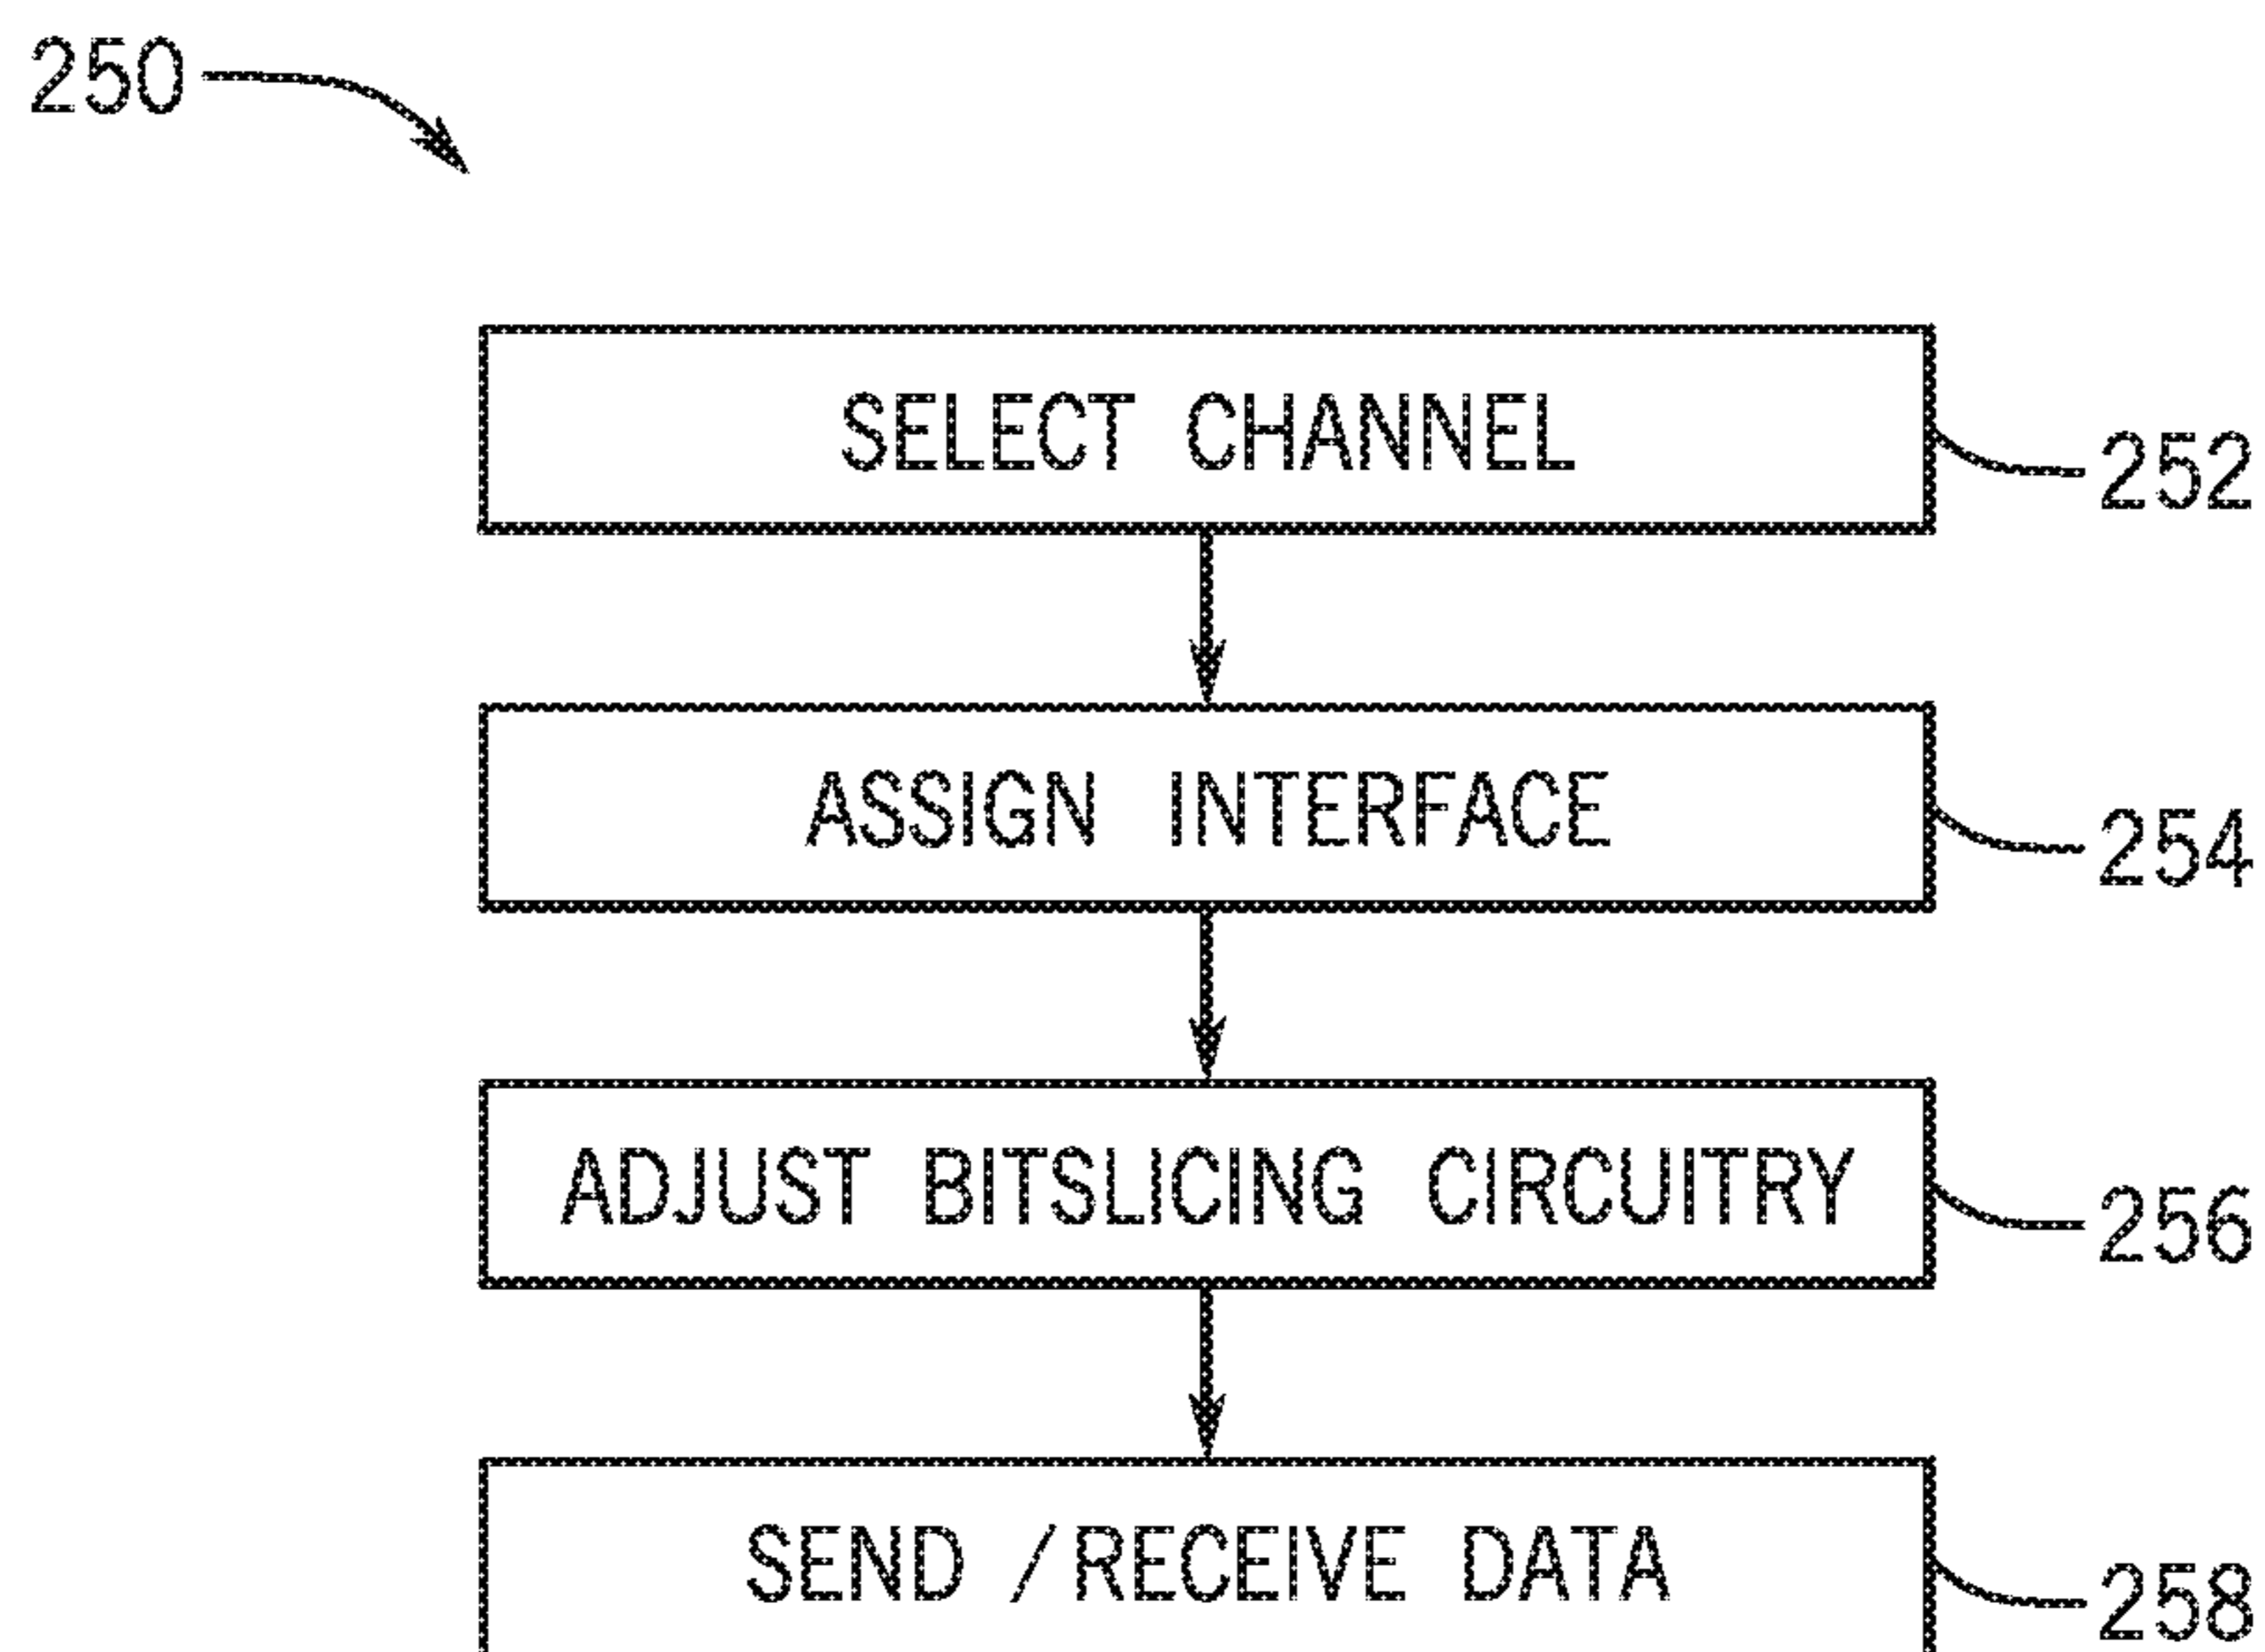 250
SELECT CHANNEL
252
ASSIGN INTERFACE
254
ADJUST BITSLICING CIRCUITRY
256
SEND /RECEIVE DATA
258